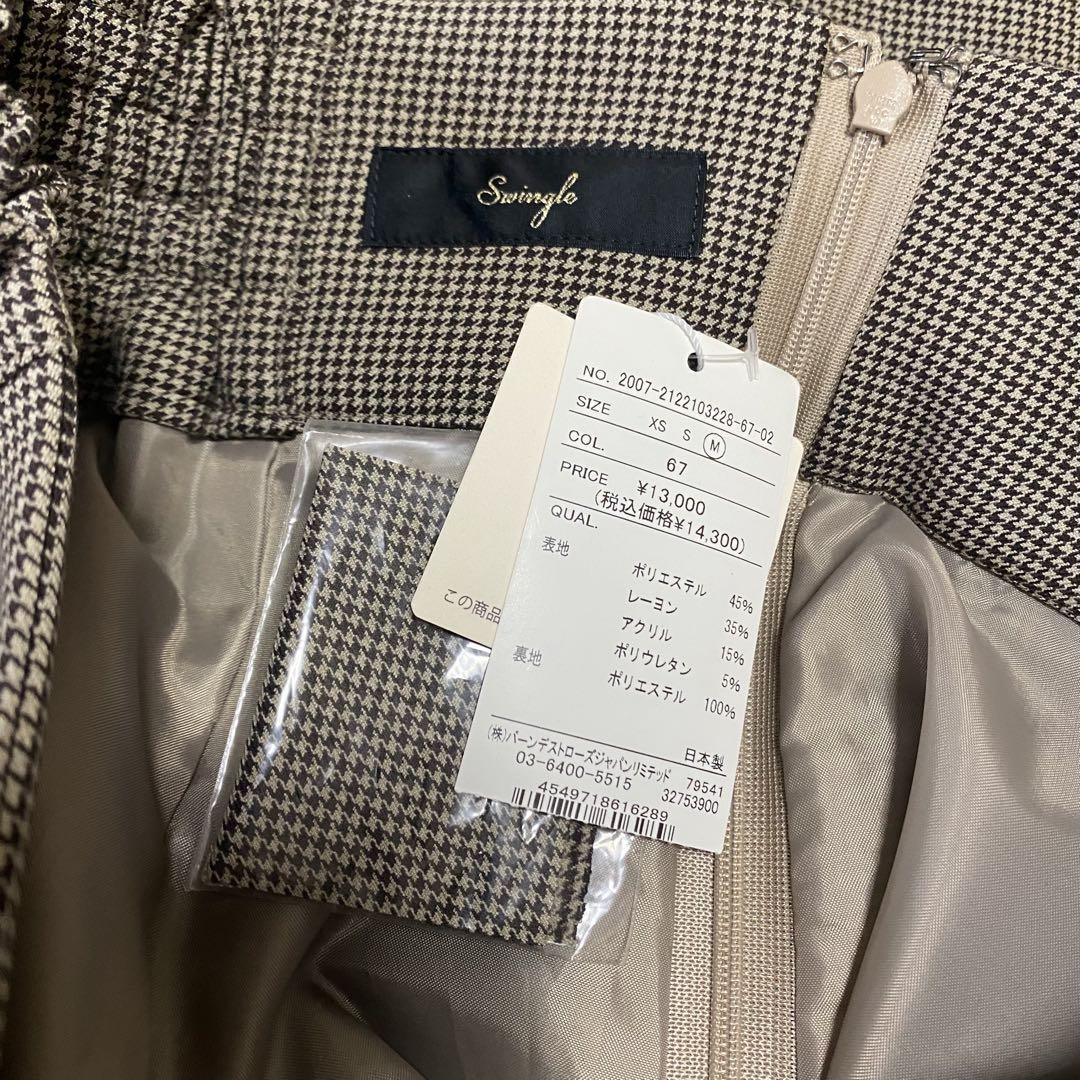 Swingle
NO. 2007-2122103228-67-02
SIZE XS S M
COL. 67
PRICE ¥13,000
(税込価格¥14,300)
QUAL.
表地
ポリエステル 45%
レーヨン 35%
アクリル 15%
ポリウレタン 5%
裏地
ポリエステル 100%
日本製
(株)バーンデストローズジャパンリミテッド 79541
03-6400-5515 32753900
4549718616289
この商品